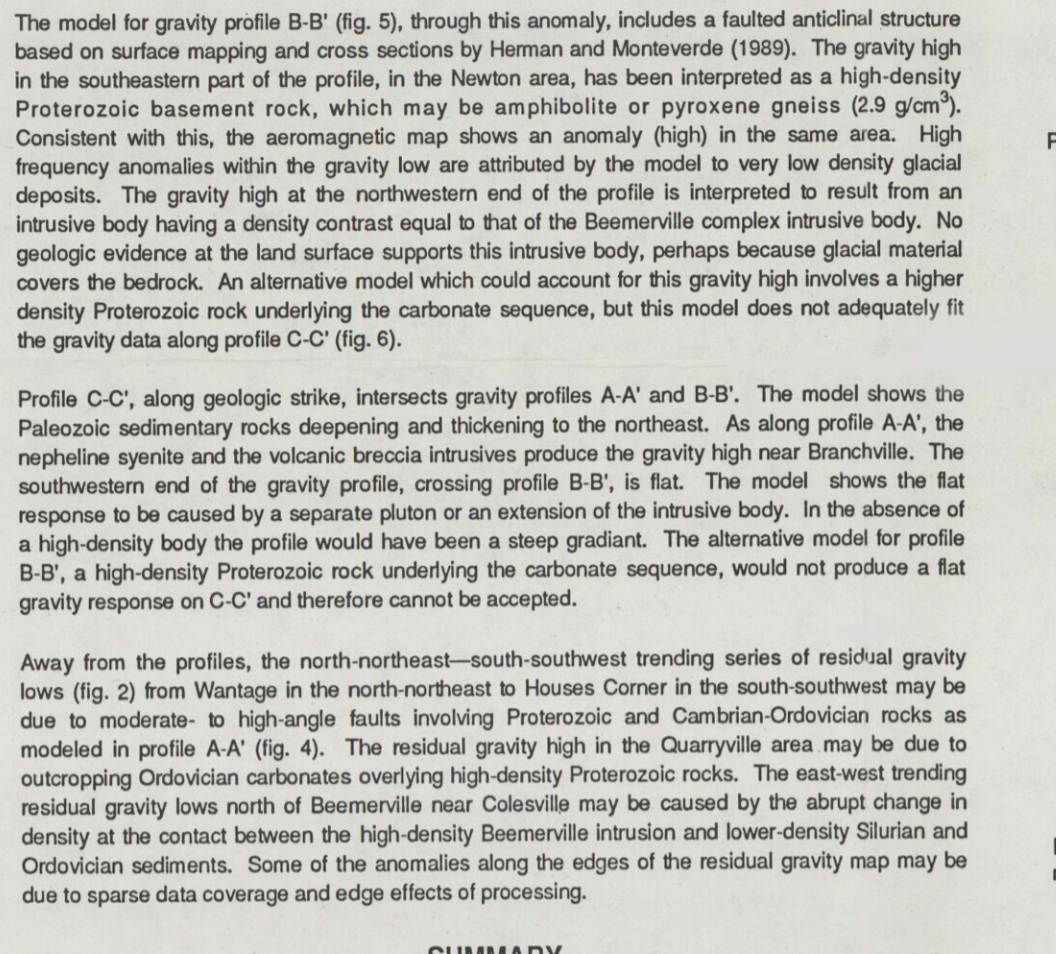 The model for gravity profile B-B' (fig. 5), through this anomaly, includes a faulted anticlinal structure
based on surface mapping and cross sections by Herman and Monteverde (1989). The gravity high
in the southeastern part of the profile, in the Newton area, has been interpreted as a high-density
Proterozoic basement rock, which may be amphibolite or pyroxene gneiss (2.9 g/cm³).
Consistent with this, the aeromagnetic map shows an anomaly (high) in the same area. High
frequency anomalies within the gravity low are attributed by the model to very low density glacial
deposits. The gravity high at the northwestern end of the profile is interpreted to result from an
intrusive body having a density contrast equal to that of the Beemerville complex intrusive body. No
geologic evidence at the land surface supports this intrusive body, perhaps because glacial material
covers the bedrock. An alternative model which could account for this gravity high involves a higher
density Proterozoic rock underlying the carbonate sequence, but this model does not adequately fit
the gravity data along profile C-C' (fig. 6).
Profile C-C', along geologic strike, intersects gravity profiles A-A' and B-B'. The model shows the
Paleozoic sedimentary rocks deepening and thickening to the northeast. As along profile A-A', the
nepheline syenite and the volcanic breccia intrusives produce the gravity high near Branchville. The
southwestern end of the gravity profile, crossing profile B-B', is flat. The model shows the flat
response to be caused by a separate pluton or an extension of the intrusive body. In the absence of
a high-density body the profile would have been a steep gradiant. The alternative model for profile
B-B', a high-density Proterozoic rock underlying the carbonate sequence, would not produce a flat
gravity response on C-C' and therefore cannot be accepted.
Away from the profiles, the north-northeast—south-southwest trending series of residual gravity
lows (fig. 2) from Wantage in the north-northeast to Houses Corner in the south-southwest may be
due to moderate- to high-angle faults involving Proterozoic and Cambrian-Ordovician rocks as
modeled in profile A-A' (fig. 4). The residual gravity high in the Quarryville area may be due to
outcropping Ordovician carbonates overlying high-density Proterozoic rocks. The east-west trending
residual gravity lows north of Beemerville near Colesville may be caused by the abrupt change in
density at the contact between the high-density Beemerville intrusion and lower-density Silurian and
Ordovician sediments. Some of the anomalies along the edges of the residual gravity map may be
due to sparse data coverage and edge effects of processing.
SUMMARY